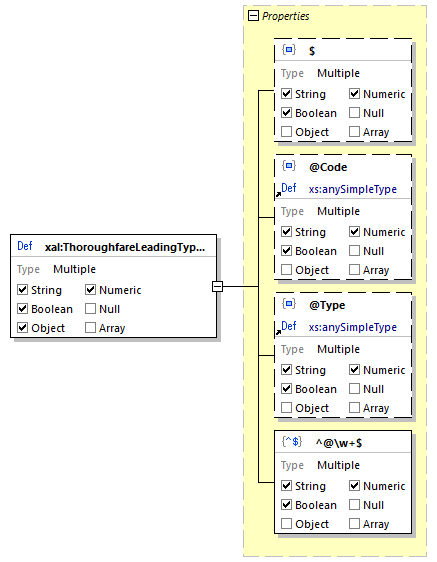 Properties
$
Type Multiple
String Numeric
Boolean Null
Object Array
@Code
Def xs:anySimpleType
Type Multiple
String Numeric
Boolean Null
Object Array
Def xal:ThoroughfareLeadingTyp...
Type Multiple
String Numeric
Boolean Null
Object Array
@Type
Def xs:anySimpleType
Type Multiple
String Numeric
Boolean Null
Object Array
{^$} ^@\w+$
Type Multiple
String Numeric
Boolean Null
Object Array